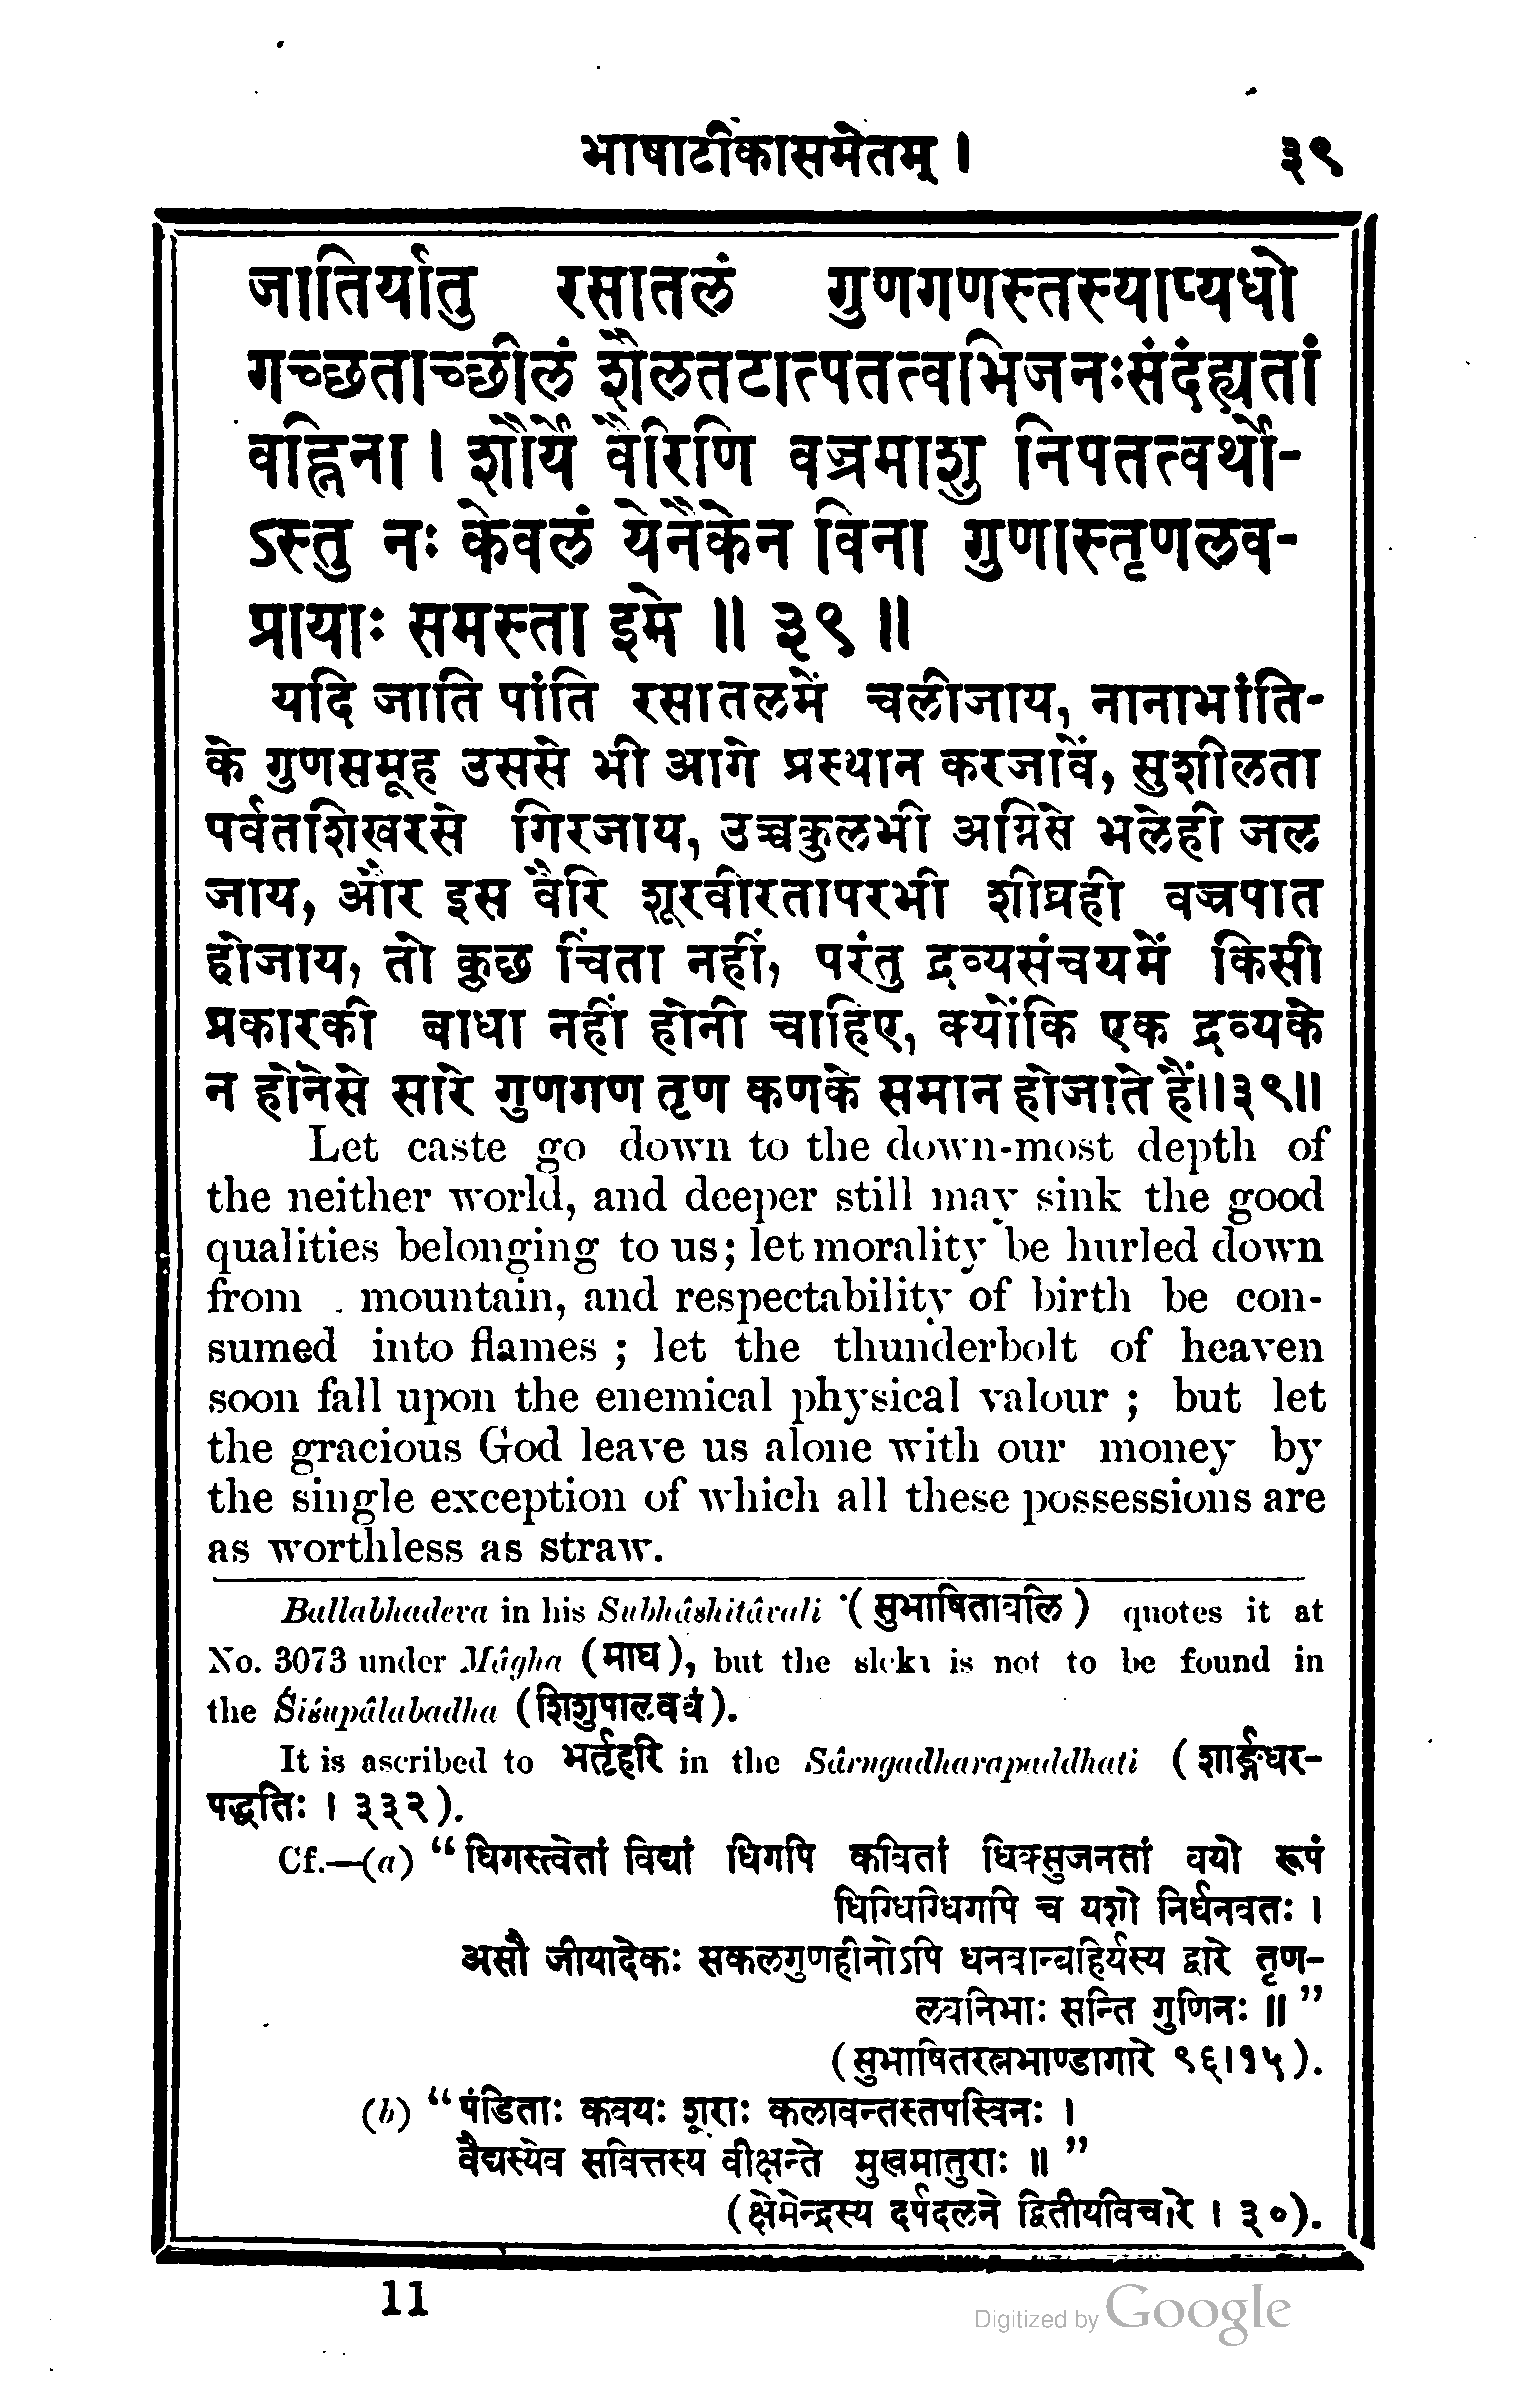 भाषाटीकासमेतम् । ३९
जातिर्यातु रसातलं गुणगणस्तस्याप्यधो
गच्छताच्छीलं शैलतटात्पतत्वभिजनःसंदंह्यतां
वह्निना । शौर्ये वैरिणि वज्रमाशु निपतत्वर्थो-
ऽस्तु नः केवलं येनैकेन विना गुणास्तृणलव-
प्रायाः समस्ता इमे ॥ ३९ ॥
यदि जाति पांति रसातलमें चलीजाय, नानाभांति-
के गुणसमूह उससे भी आगे प्रस्थान करजावें, सुशीलता
पर्वतशिखरसे गिरजाय, उच्चकुलभी अग्निसे भलेही जल
जाय, और इस वैरि शूरवीरतापरभी शीघ्रही वज्रपात
होजाय, तो कुछ चिंता नहीं, परंतु द्रव्यसंचयमें किसी
प्रकारकी बाधा नहीं होनी चाहिए, क्योंकि एक द्रव्यके
न होनेसे सारे गुणगण तृण कणके समान होजाते हैं॥३९॥
Let caste go down to the down-most depth of
the neither world, and deeper still may sink the good
qualities belonging to us; let morality be hurled down
from mountain, and respectability of birth be con-
sumed into flames ; let the thunderbolt of heaven
soon fall upon the enemical physical valour ; but let
the gracious God leave us alone with our money by
the single exception of which all these possessions are
as worthless as straw.
Ballabhadeva in his Subhâshitâvali (सुभाषितावलि) quotes it at
No. 3073 under Mâgha (माघ), but the sloka is not to be found in
the Śiśupâlabadha (शिशुपालवधं).
It is ascribed to भर्तृहरि in the Sârngadharapaddhati (शार्ङ्गधर-
पद्धतिः । ३३२).
Cf.—(a) “धिगस्त्वेतां विद्यां धिगपि कवितां धिक्सुजनतां वयो रूपं
धिग्धिग्धिगपि च यशो निर्धनवतः ।
असौ जीयादेकः सकलगुणहीनोऽपि धनवान्बहिर्यस्य द्वारे तृण-
लवनिभाः सन्ति गुणिनः ॥”
(सुभाषितरत्नभाण्डागारे ९६।१५).
(b) “पंडिताः कवयः शूराः कलावन्तस्तपस्विनः ।
वैद्यस्येव सवित्तस्य वीक्षन्ते मुखमातुराः ॥”
(क्षेमेन्द्रस्य दर्पदलने द्वितीयविचारे । ३०).
11
Digitized by Google